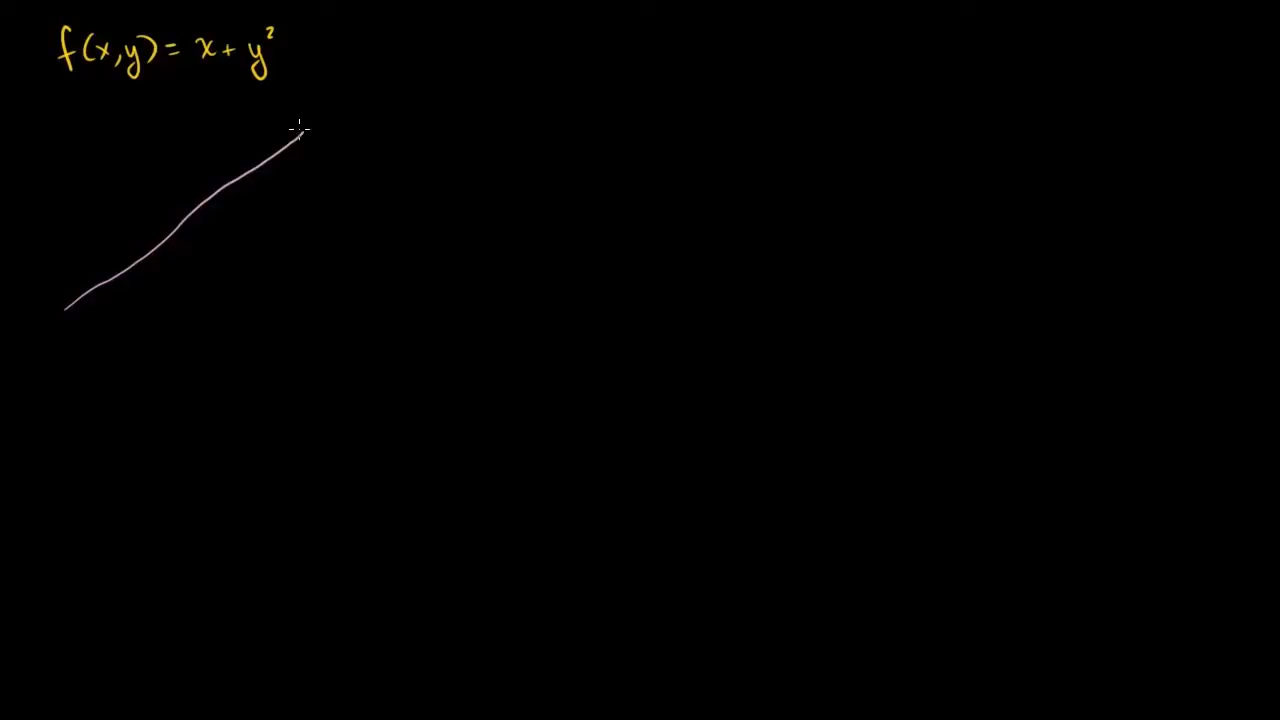 f(x,y) = x + y²